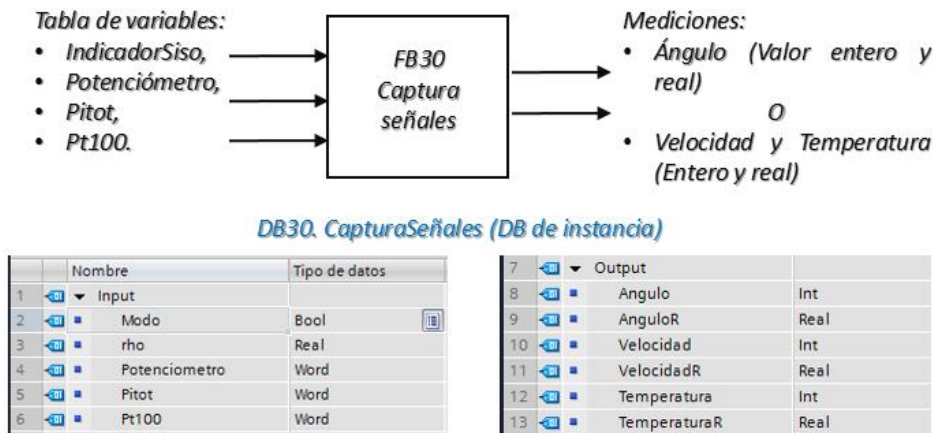 Tabla de variables:
• IndicadorSiso,
• Potenciómetro,
• Pitot,
• Pt100.
FB30
Captura
señales
Mediciones:
• Ángulo (Valor entero y
real)
O
• Velocidad y Temperatura
(Entero y real)
DB30. CapturaSeñales (DB de instancia)
Nombre Tipo de datos
1 Input
2 Modo Bool
3 rho Real
4 Potenciometro Word
5 Pitot Word
6 Pt100 Word
7 Output
8 Angulo Int
9 AnguloR Real
10 Velocidad Int
11 VelocidadR Real
12 Temperatura Int
13 TemperaturaR Real